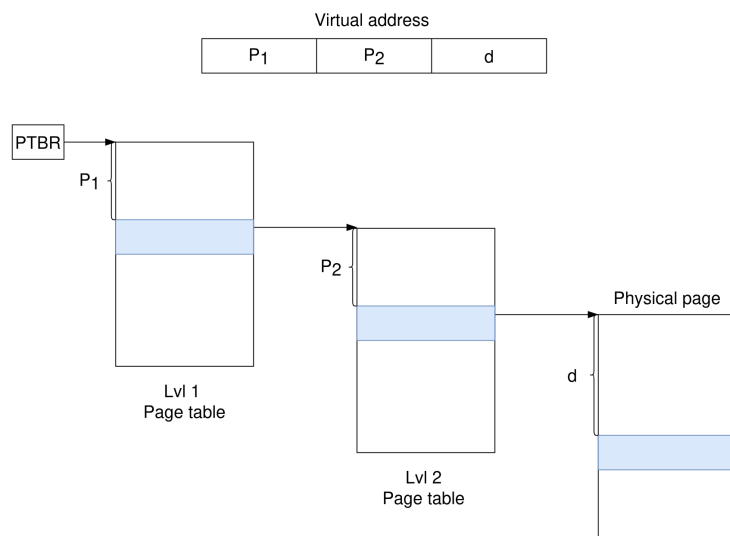 Virtual address
P1 P2 d
PTBR
P1
P2
Physical page
d
Lvl 1
Page table
Lvl 2
Page table